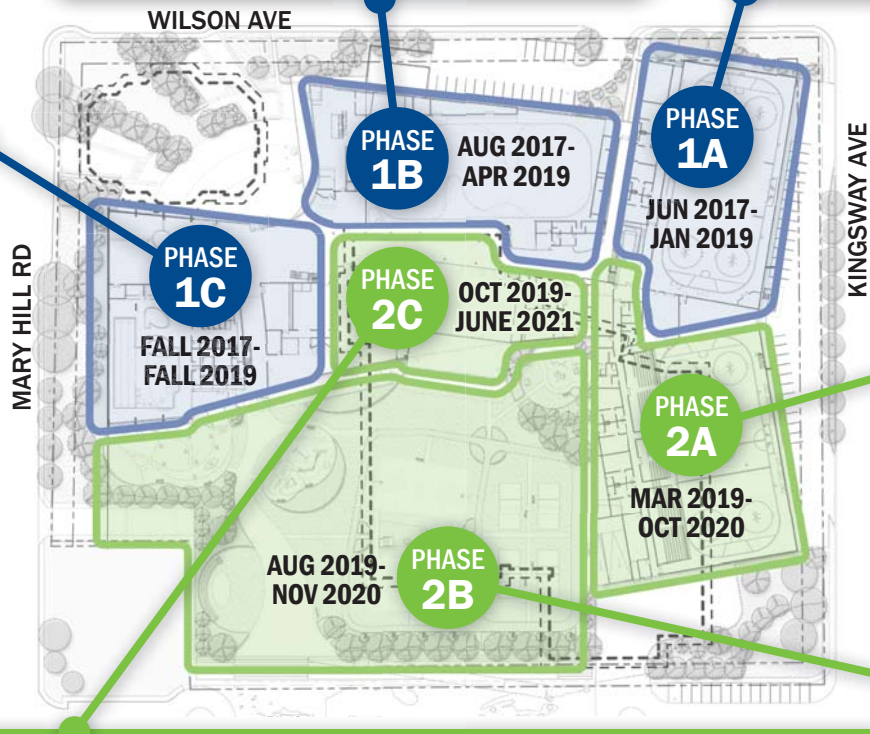 WILSON AVE
PHASE
1B
AUG 2017-
APR 2019
PHASE
1A
JUN 2017-
JAN 2019
KINGSWAY AVE
MARY HILL RD
PHASE
1C
FALL 2017-
FALL 2019
PHASE
2C
OCT 2019-
JUNE 2021
PHASE
2A
MAR 2019-
OCT 2020
AUG 2019-
NOV 2020
PHASE
2B